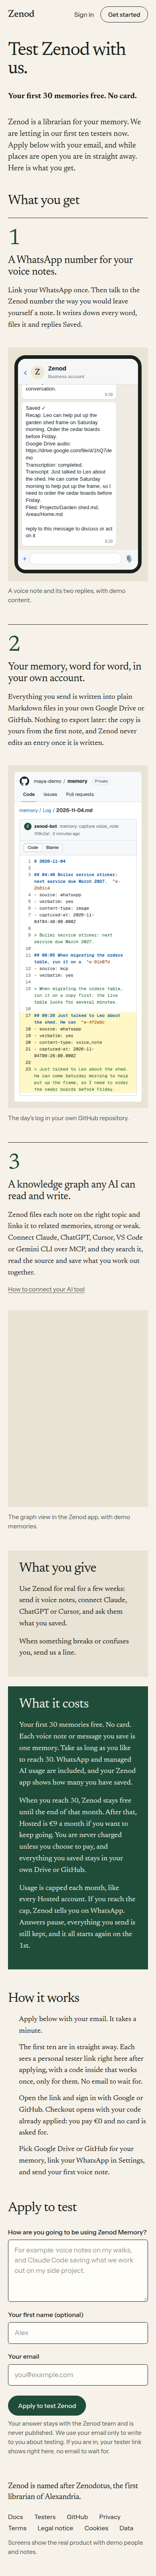 Zenod
Sign in
Get started
Test Zenod with
us.
Your first 30 memories free. No card.
Zenod is a librarian for your memory. We
are letting in our first ten testers now.
Apply below with your email, and while
places are open you are in straight away.
Here is what you get.
What you get
1
A WhatsApp number for your
voice notes.
Link your WhatsApp once. Then talk to the
Zenod number the way you would leave
yourself a note. It writes down every word,
files it and replies Saved.
Z
Zenod
Business account
conversation.
Saved ✓
Recap: Leo can help put up the
garden shed frame on Saturday
morning. Order the cedar boards
before Friday.
Google Drive audio:
Transcription: completed.
Transcript: Just talked to Leo about
the shed. He can come Saturday
morning to help put up the frame, so I
need to order the cedar boards before
Friday.
Filed: Projects/Garden shed.md,
Areas/Home.md
reply to this message to discuss or act
on it
A voice note and its two replies, with demo
content.
2
Your memory, word for word, in
your own account.
Everything you send is written into plain
Markdown files in your own Google Drive or
GitHub. Nothing to export later: the copy is
yours from the first note, and Zenod never
edits an entry once it is written.
maya-demo / memory
Private
Code Issues Pull requests
memory / Log / 2026-11-04.md
zenod-bot memory: capture voice_note
Code Blame
1 # 2026-11-04
2
3 ## 04:40 Boiler service sticker:
next service due March 2027.
4 - source: whatsapp
5 - verbatim: yes
6 - content-type: image
7 - captured-at: 2026-11-
8 > Boiler service sticker: next
service due March 2027.
table, run it on a
- source: mcp
- verbatim: yes
> When migrating the orders table,
run it on a copy first: the live
table locks for several minutes.
the shed. He can
- source: whatsapp
- verbatim: yes
- content-type: voice_note
- captured-at: 2026-11-
> Just talked to Leo about the shed.
He can come Saturday morning to help
put up the frame, so I need to order
the cedar boards before Friday.
The day's log in your own GitHub repository.
3
A knowledge graph any AI can
read and write.
Zenod files each note on the right topic and
links it to related memories, strong or weak.
Connect Claude, ChatGPT, Cursor, VS Code
or Gemini CLI over MCP, and they search it,
read the source and save what you work out
together.
How to connect your AI tool
The graph view in the Zenod app, with demo
memories.
What you give
Use Zenod for real for a few weeks:
send it voice notes, connect Claude,
ChatGPT or Cursor, and ask them
what you saved.
When something breaks or confuses
you, send us a line.
What it costs
Your first 30 memories free. No card.
Each voice note or message you save is
one memory. Take as long as you like
to reach 30. WhatsApp and managed
AI usage are included, and your Zenod
app shows how many you have saved.
When you reach 30, Zenod stays free
until the end of that month. After that,
Hosted is €9 a month if you want to
keep going. You are never charged
unless you choose to pay, and
everything you saved stays in your
own Drive or GitHub.
Usage is capped each month, like
every Hosted account. If you reach the
cap, Zenod tells you on WhatsApp.
Answers pause, everything you send is
still kept, and it all starts again on the
1st.
How it works
Apply below with your email. It takes a
minute.
The first ten are in straight away. Each
sees a personal tester link right here after
applying, with a code inside that works
once, only for them. No email to wait for.
Open the link and sign in with Google or
GitHub. Checkout opens with your code
already applied: you pay €0 and no card is
asked for.
Pick Google Drive or GitHub for your
memory, link your WhatsApp in Settings,
and send your first voice note.
Apply to test
How are you going to be using Zenod Memory?
For example: voice notes on my walks,
and Claude Code saving what we work
out on my side project.
Your first name (optional)
Alex
Your email
you@example.com
Apply to test Zenod
Your answer stays with the Zenod team and is
never published. We use your email only to write
to you about testing. If you are in, your tester link
shows right here, no email to wait for.
Zenod is named after Zenodotus, the first
librarian of Alexandria.
Docs Testers GitHub Privacy
Terms Legal notice Cookies Data
Screens show the real product with demo people
and notes.